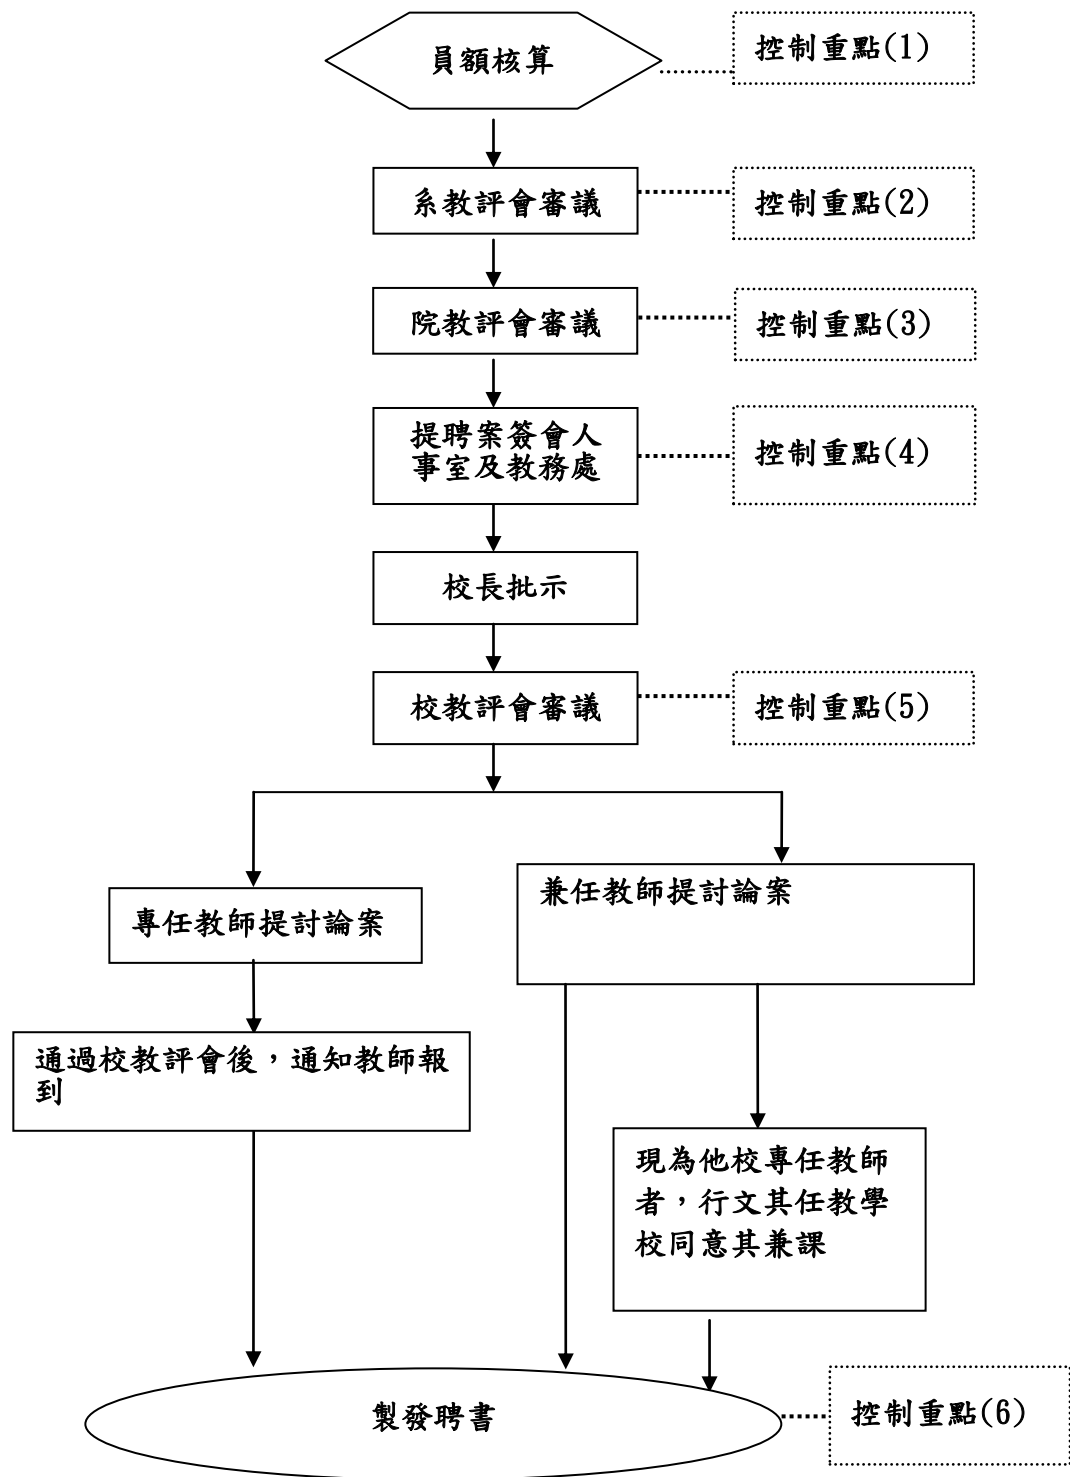 員額核算
控制重點(1)
系教評會審議
控制重點(2)
院教評會審議
控制重點(3)
提聘案簽會人
事室及教務處
控制重點(4)
校長批示
校教評會審議
控制重點(5)
兼任教師提討論案
專任教師提討論案
通過校教評會後，通知教師報
到
現為他校專任教師
者，行文其任教學
校同意其兼課
製發聘書
控制重點(6)